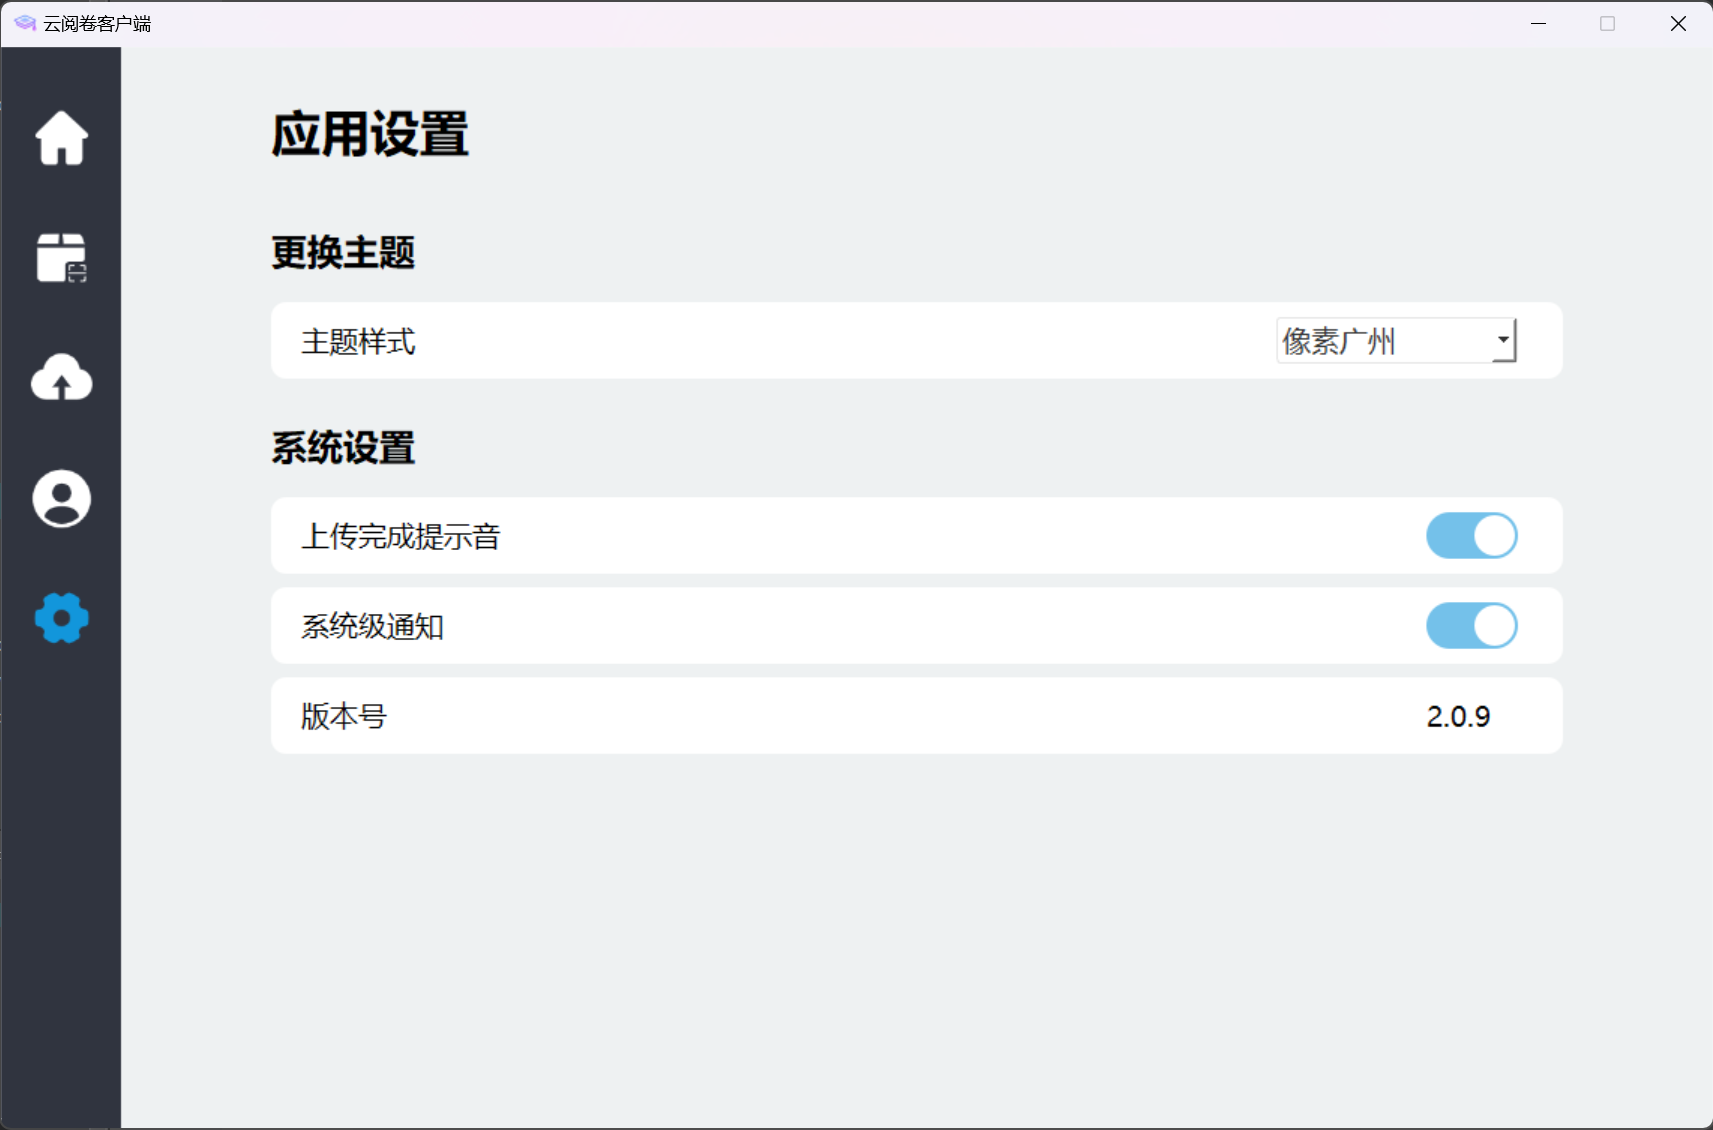 云阅卷客户端
应用设置
更换主题
主题样式
像素广州
系统设置
上传完成提示音
系统级通知
版本号
2.0.9